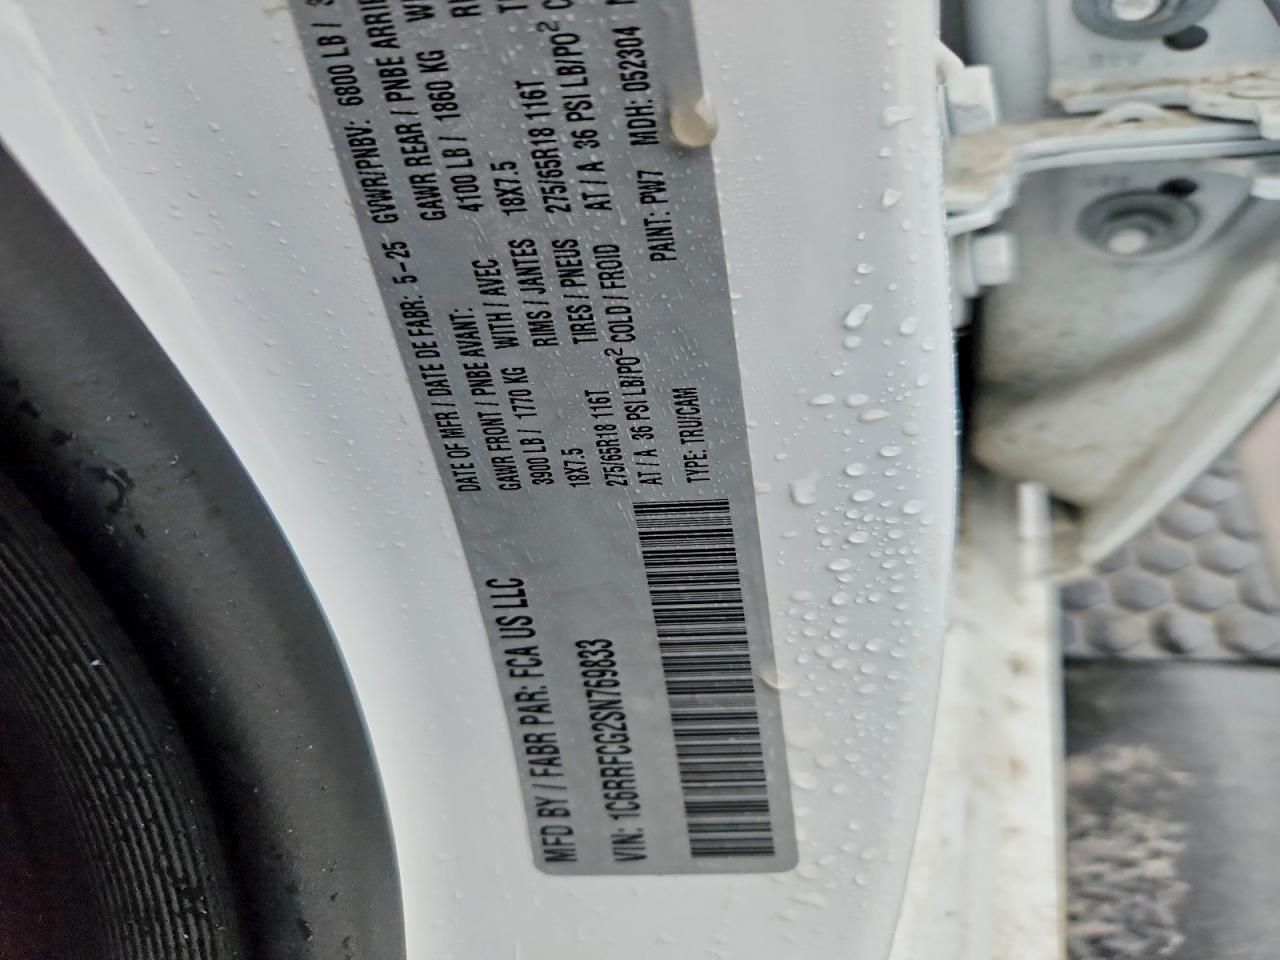 MFD BY / FABR PAR: FCA US LLC
DATE OF MFR / DATE DE FABR: 5-25 GVWR/PNBV: 6800 LB /
GAWR FRONT / PNBE AVANT: GAWR REAR / PNBE
3900 LB / 1770 KG WITH / AVEC 4100 LB / 1860 KG
18X7.5 RIMS / JANTES 18X7.5
275/65R18 116T TIRES / PNEUS 275/65R18 116T
AT / A 36 PSI LB/PO² COLD / FROID AT / A 36 PSI LB/PO²
VIN: 1C6RRFCG2SN769833 TYPE: TRU/CAM PAINT: PW7 MDH: 052304